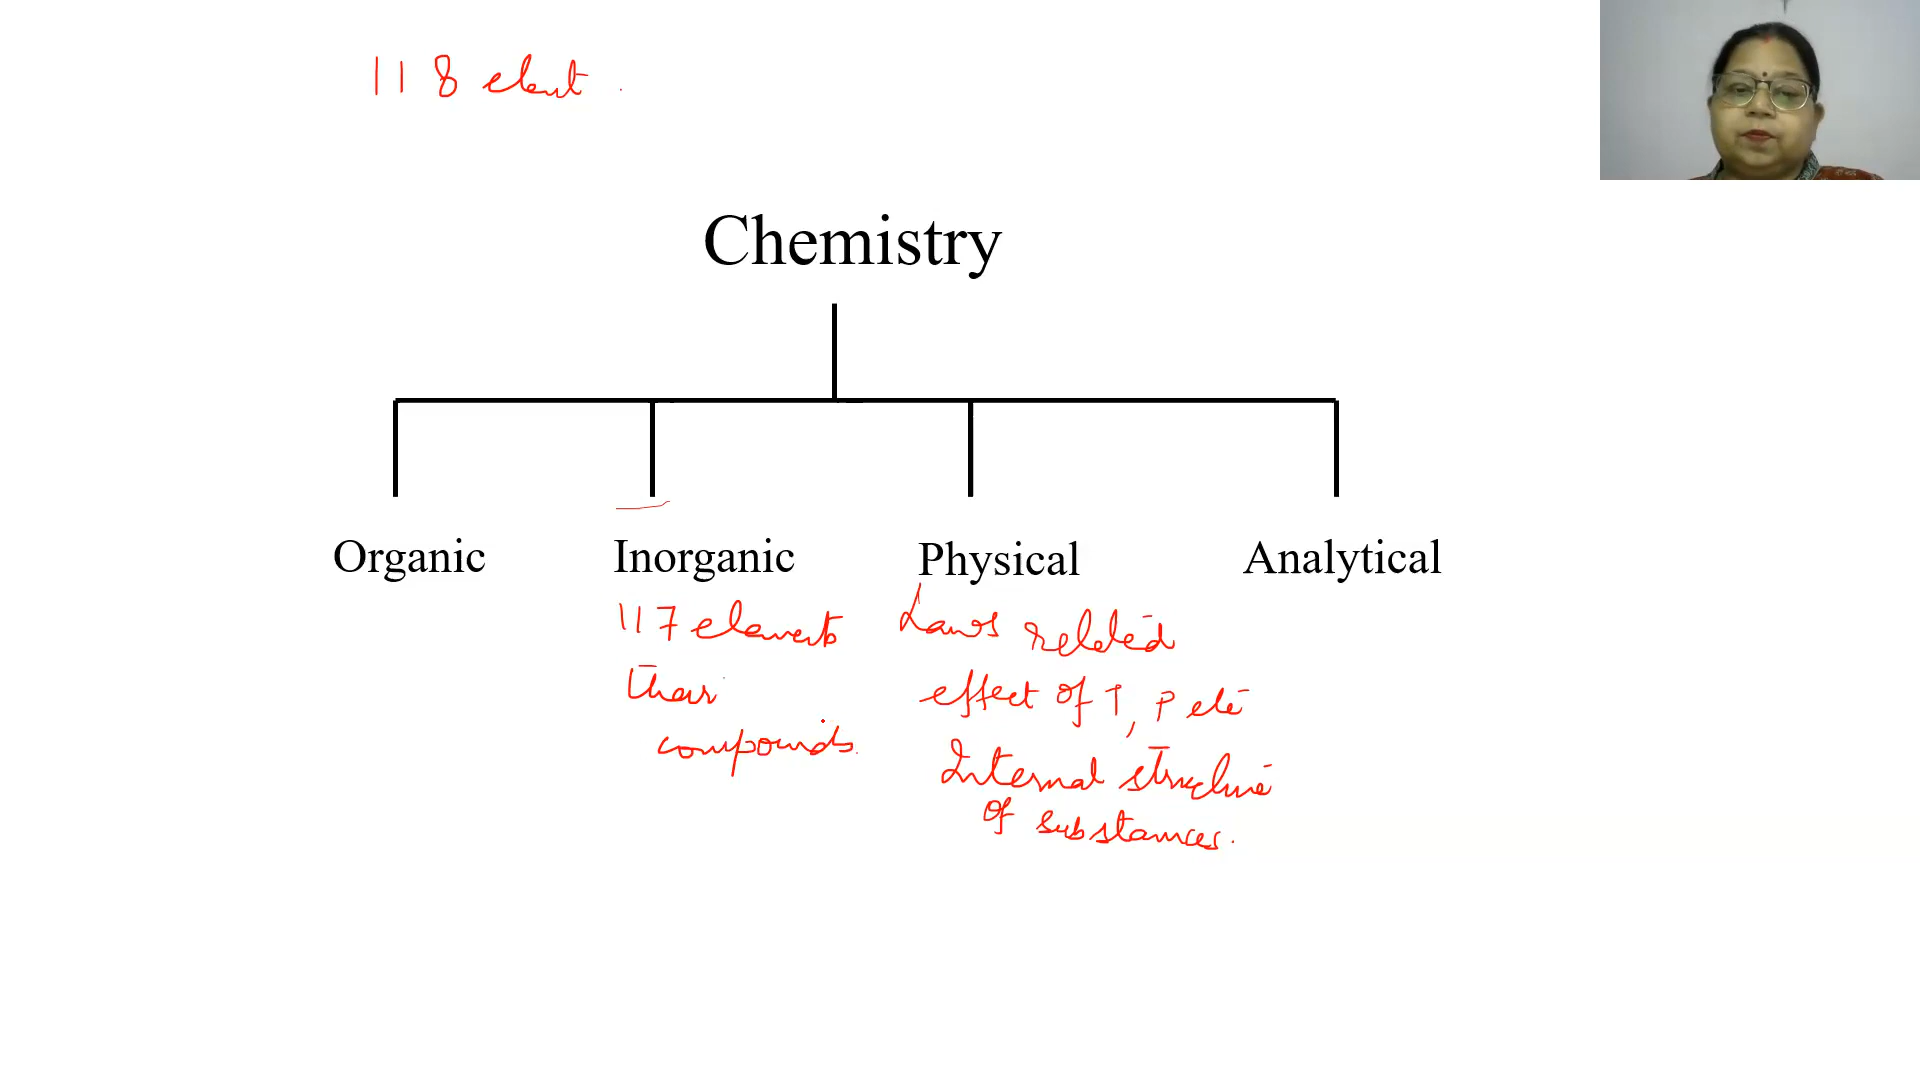 118 elent
Chemistry
Organic Inorganic Physical Analytical
117 elements Laws related
their effect of T, P etc
compounds. Internal structure
of substances.